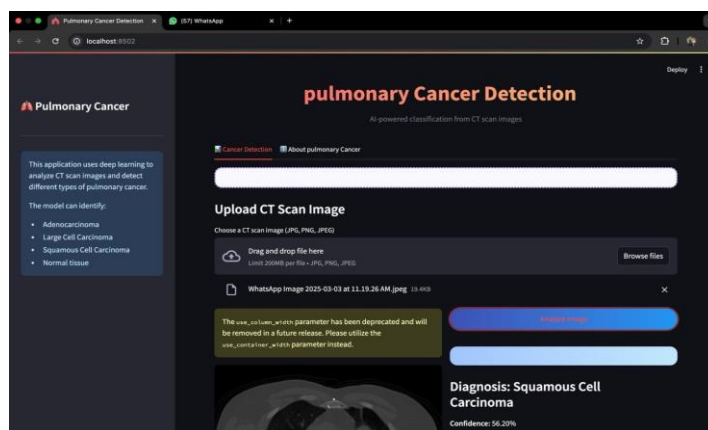 Pulmonary Cancer Detection
(57) WhatsApp
localhost:8502
Deploy
Pulmonary Cancer
This application uses deep learning to
analyze CT scan images and detect
different types of pulmonary cancer.
The model can identify:
Adenocarcinoma
Large Cell Carcinoma
Squamous Cell Carcinoma
Normal tissue
pulmonary Cancer Detection
AI-powered classification from CT scan images
Cancer Detection
About pulmonary Cancer
Upload CT Scan Image
Choose a CT scan image (JPG, PNG, JPEG)
Drag and drop file here
Limit 200MB per file • JPG, PNG, JPEG
Browse files
WhatsApp Image 2025-03-03 at 11.19.26 AM.jpeg 19.4KB
The use_column_width parameter has been deprecated and will
be removed in a future release. Please utilize the
use_container_width parameter instead.
Analyze Image
Diagnosis: Squamous Cell
Carcinoma
Confidence: 56.20%